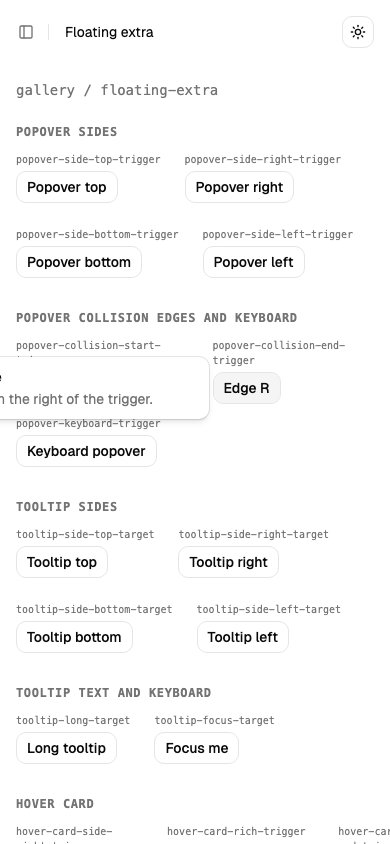 Floating extra
gallery / floating-extra
POPOVER SIDES
popover-side-top-trigger
popover-side-right-trigger
Popover top
Popover right
popover-side-bottom-trigger
popover-side-left-trigger
Popover bottom
Popover left
POPOVER COLLISION EDGES AND KEYBOARD
popover-collision-start-
popover-collision-end-
trigger
the right of the trigger.
Edge R
popover-keyboard-trigger
Keyboard popover
TOOLTIP SIDES
tooltip-side-top-target
tooltip-side-right-target
Tooltip top
Tooltip right
tooltip-side-bottom-target
tooltip-side-left-target
Tooltip bottom
Tooltip left
TOOLTIP TEXT AND KEYBOARD
tooltip-long-target
tooltip-focus-target
Long tooltip
Focus me
HOVER CARD
hover-card-side-
hover-card-rich-trigger